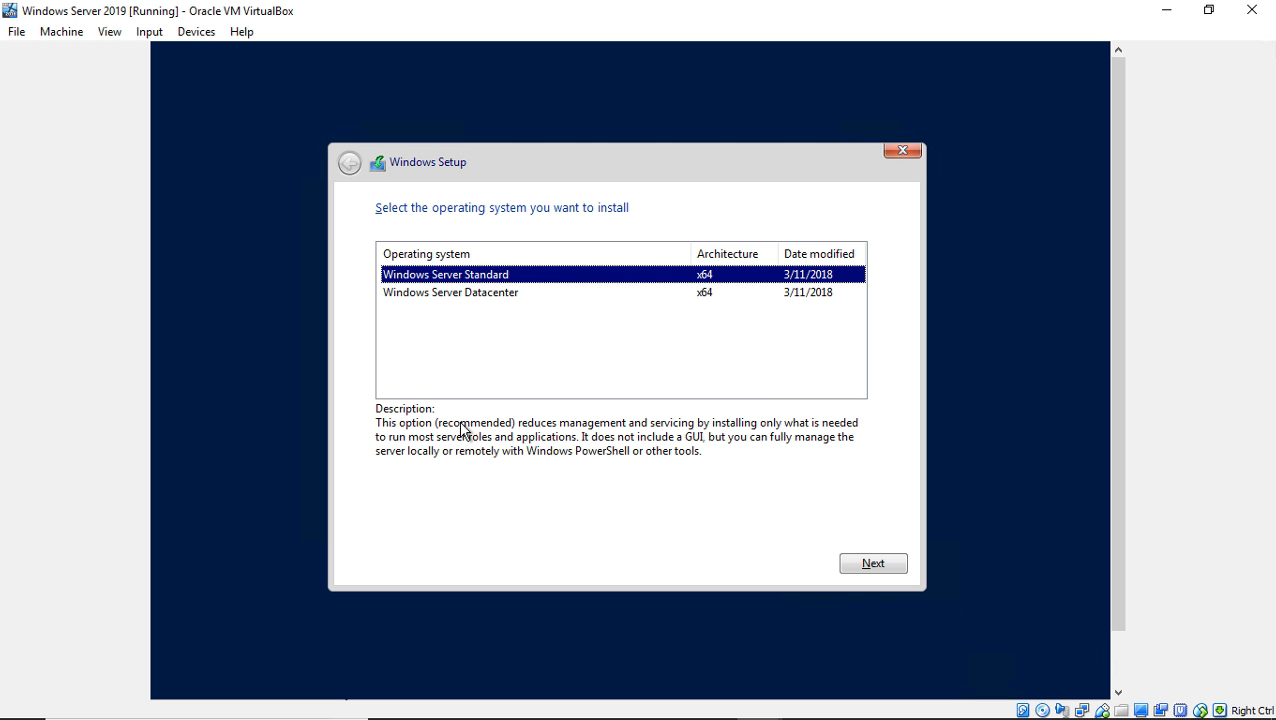 Windows Server 2019 [Running] - Oracle VM VirtualBox
File Machine View Input Devices Help
Windows Setup
Select the operating system you want to install
Operating system Architecture Date modified
Windows Server Standard x64 3/11/2018
Windows Server Datacenter x64 3/11/2018
Description:
This option (recommended) reduces management and servicing by installing only what is needed
to run most server roles and applications. It does not include a GUI, but you can fully manage the
server locally or remotely with Windows PowerShell or other tools.
Next
Right Ctrl